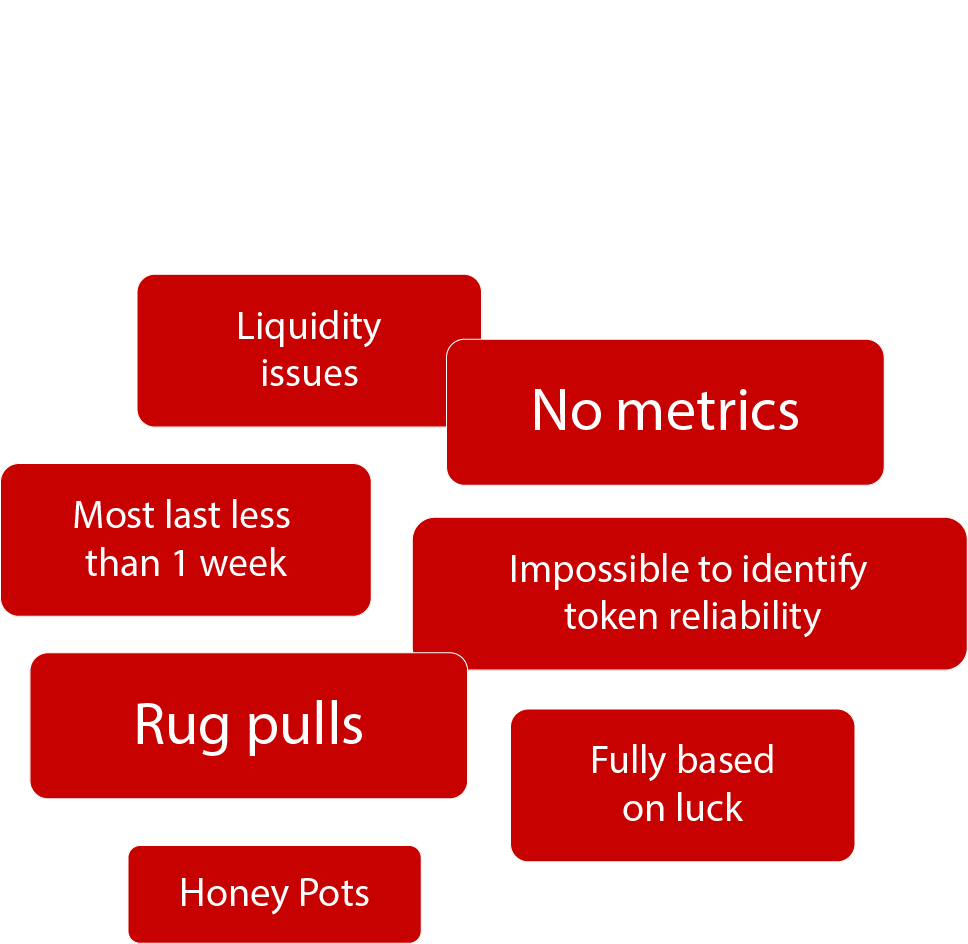 Liquidity
issues
No metrics
Most last less
than 1 week
Impossible to identify
token reliability
Rug pulls
Fully based
on luck
Honey Pots